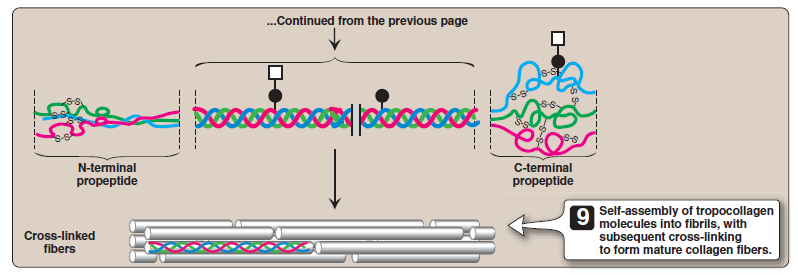 ...Continued from the previous page
S-S
S-S
S-S
S-S
S-S
S-S
S-S
S-S
S-S
S-S
S-S
N-terminal
propeptide
C-terminal
propeptide
Cross-linked
fibers
9 Self-assembly of tropocollagen
molecules into fibrils, with
subsequent cross-linking
to form mature collagen fibers.